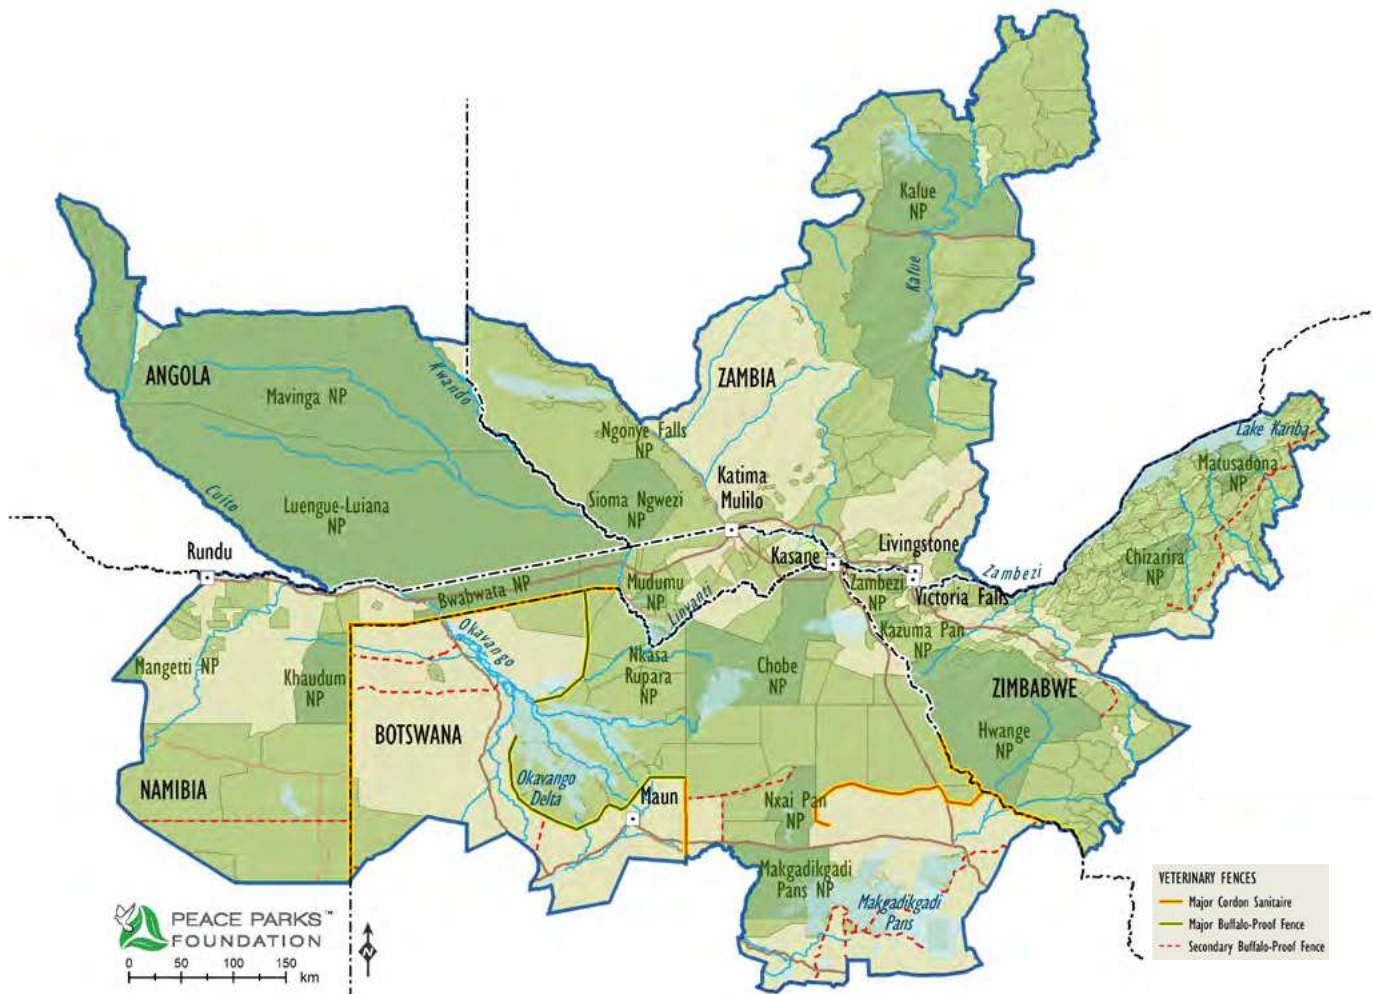 Kafue
NP
Kafue
ANGOLA
Mavinga NP
Kwando
ZAMBIA
Ngonye Falls
NP
Lake Kariba
Matusadona
NP
Katima
Mulilo
Sioma Ngwezi
NP
Luengue-Luiana
NP
Cuito
Rundu
Kasane
Livingstone
Zambezi
Chizarira
NP
Bwabwata NP
Mudumu
NP
Linyanti
Zambezi
NP
Victoria Falls
Okavango
Kazuma Pan
NP
Mangetti NP
Khaudum
NP
Nkasa
Rupara
NP
Chobe
NP
ZIMBABWE
Hwange
NP
BOTSWANA
NAMIBIA
Okavango
Delta
Maun
Nxai Pan
NP
Makgadikgadi
Pans NP
Makgadikgadi
Pans
PEACE PARKS™
FOUNDATION
0 50 100 150
km
N
VETERINARY FENCES
Major Cordon Sanitaire
Major Buffalo-Proof Fence
Secondary Buffalo-Proof Fence